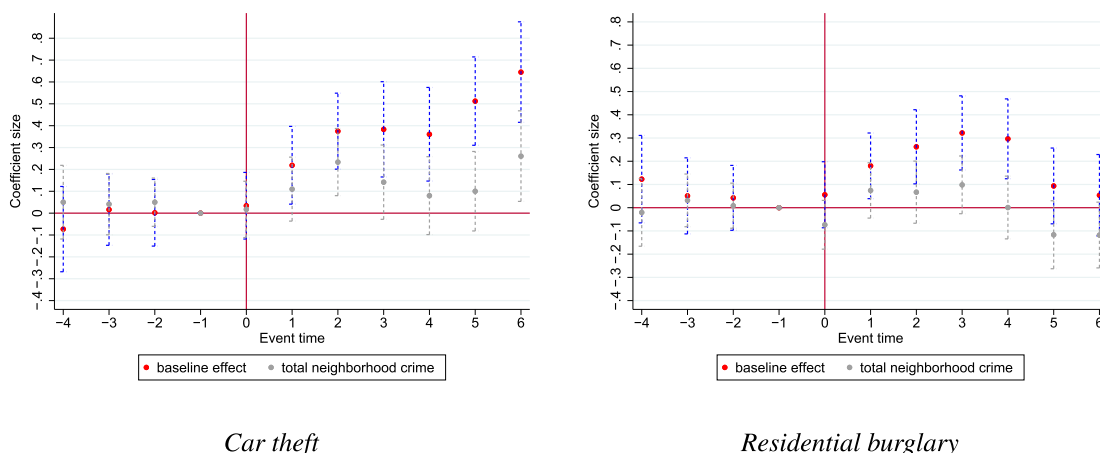 .8
.7
.6
.5
.4
.3
.2
.1
0
-.1
-.2
-.3
-.4
Coefficient size
−4 −3 −2 −1 0 1 2 3 4 5 6
Event time
baseline effect total neighborhood crime
Car theft
.8
.7
.6
.5
.4
.3
.2
.1
0
-.1
-.2
-.3
-.4
Coefficient size
−4 −3 −2 −1 0 1 2 3 4 5 6
Event time
baseline effect total neighborhood crime
Residential burglary